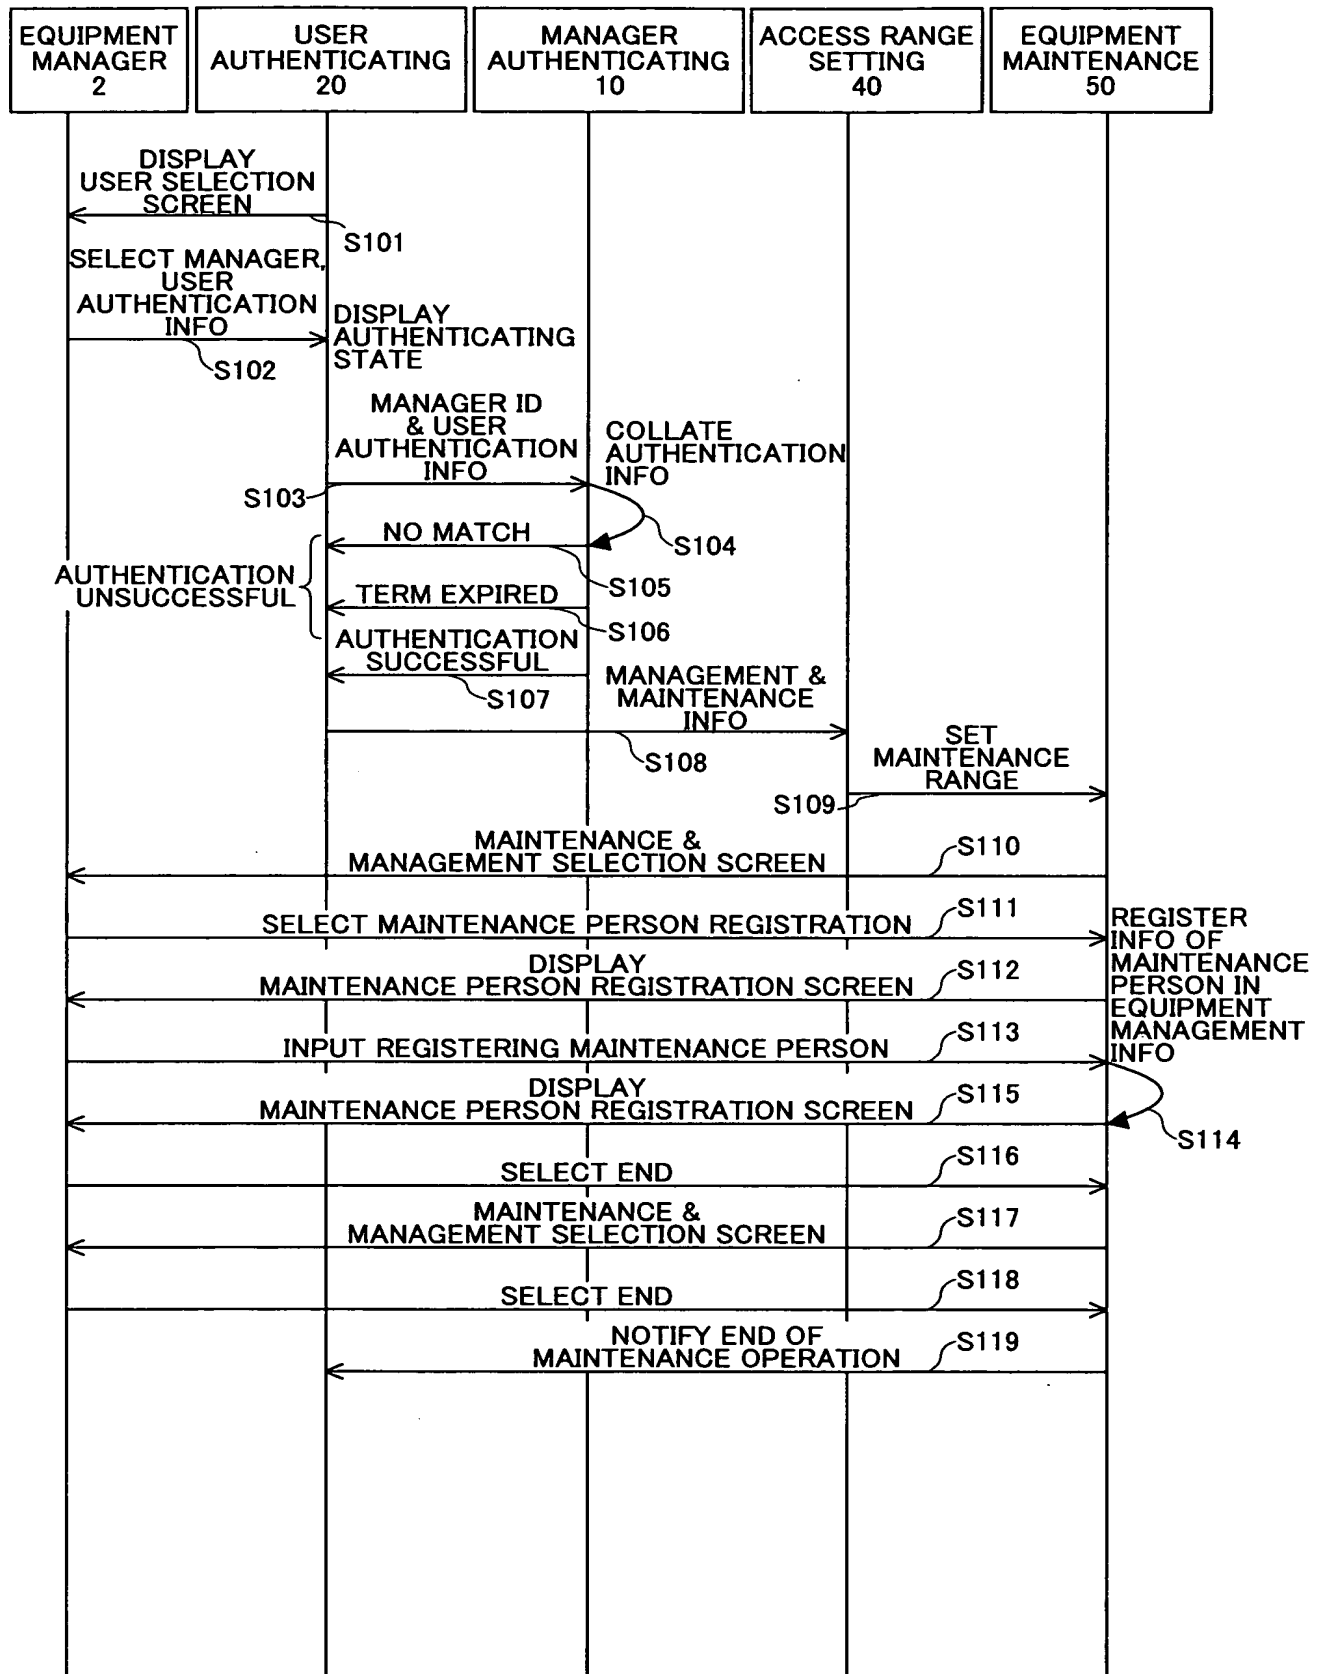 EQUIPMENT
MANAGER
2
USER
AUTHENTICATING
20
MANAGER
AUTHENTICATING
10
ACCESS RANGE
SETTING
40
EQUIPMENT
MAINTENANCE
50
DISPLAY
USER SELECTION
SCREEN
S101
SELECT MANAGER,
USER
AUTHENTICATION
INFO
S102
DISPLAY
AUTHENTICATING
STATE
MANAGER ID
& USER
AUTHENTICATION
INFO
S103
COLLATE
AUTHENTICATION
INFO
S104
NO MATCH
S105
AUTHENTICATION
UNSUCCESSFUL
TERM EXPIRED
S106
AUTHENTICATION
SUCCESSFUL
S107
MANAGEMENT &
MAINTENANCE
INFO
S108
SET
MAINTENANCE
RANGE
S109
MAINTENANCE &
MANAGEMENT SELECTION SCREEN
S110
SELECT MAINTENANCE PERSON REGISTRATION
S111
REGISTER
INFO OF
MAINTENANCE
PERSON IN
EQUIPMENT
MANAGEMENT
INFO
DISPLAY
MAINTENANCE PERSON REGISTRATION SCREEN
S112
INPUT REGISTERING MAINTENANCE PERSON
S113
S114
DISPLAY
MAINTENANCE PERSON REGISTRATION SCREEN
S115
SELECT END
S116
MAINTENANCE &
MANAGEMENT SELECTION SCREEN
S117
SELECT END
S118
NOTIFY END OF
MAINTENANCE OPERATION
S119